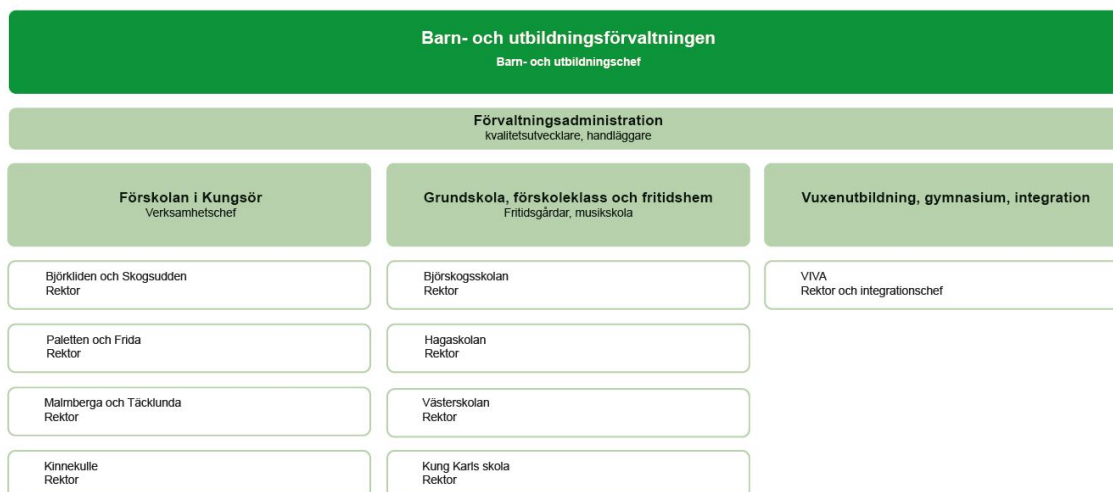 Barn- och utbildningsförvaltningen
Barn- och utbildningschef
Förvaltningsadministration
kvalitetsutvecklare, handläggare
Förskolan i Kungsör
Verksamhetschef
Björkliden och Skogsudden
Rektor
Paletten och Frida
Rektor
Malmberga och Täcklunda
Rektor
Kinnekulle
Rektor
Grundskola, förskoleklass och fritidshem
Fritidsgårdar, musikskola
Björskogsskolan
Rektor
Hagaskolan
Rektor
Västerskolan
Rektor
Kung Karls skola
Rektor
Vuxenutbildning, gymnasium, integration
VIVA
Rektor och integrationschef